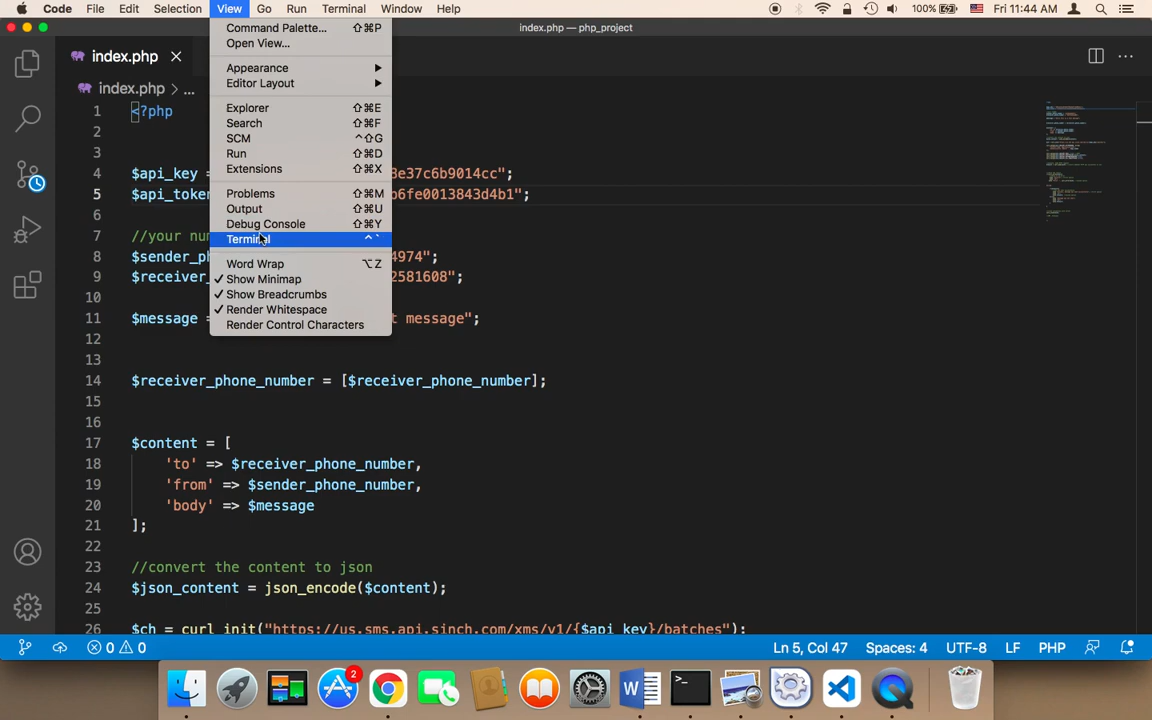 Code File Edit Selection View Go Run Terminal Window Help 100% Fri 11:44 AM
index.php — php_project
index.php
index.php > ...
Command Palette... ⇧⌘P
Open View...
Appearance
Editor Layout
Explorer ⇧⌘E
Search ⇧⌘F
SCM ^⇧G
Run ⇧⌘D
Extensions ⇧⌘X
Problems ⇧⌘M
Output ⇧⌘U
Debug Console ⇧⌘Y
Terminal ^`
Word Wrap ⌥Z
✓ Show Minimap
✓ Show Breadcrumbs
✓ Render Whitespace
Render Control Characters
1 <?php
2
3
4 $api_key = 8e37c6b9014cc";
5 $api_token b6fe0013843d4b1";
6
7 //your
8 4974";
9 2581608";
10
11 $message = message";
12
13
14 $receiver_phone_number = [$receiver_phone_number];
15
16
17 $content = [
18 'to' => $receiver_phone_number,
19 'from' => $sender_phone_number,
20 'body' => $message
21 ];
22
23 //convert the content to json
24 $json_content = json_encode($content);
25
26 $ch = curl_init("https://us.sms.api.sinch.com/xms/v1/{$api_key}/batches");
0 0 Ln 5, Col 47 Spaces: 4 UTF-8 LF PHP
2